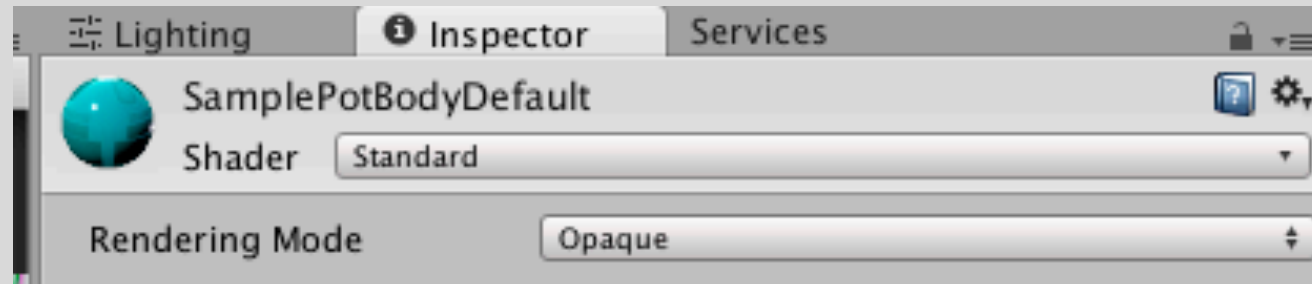 Lighting Inspector Services
SamplePotBodyDefault
Shader Standard
Rendering Mode Opaque